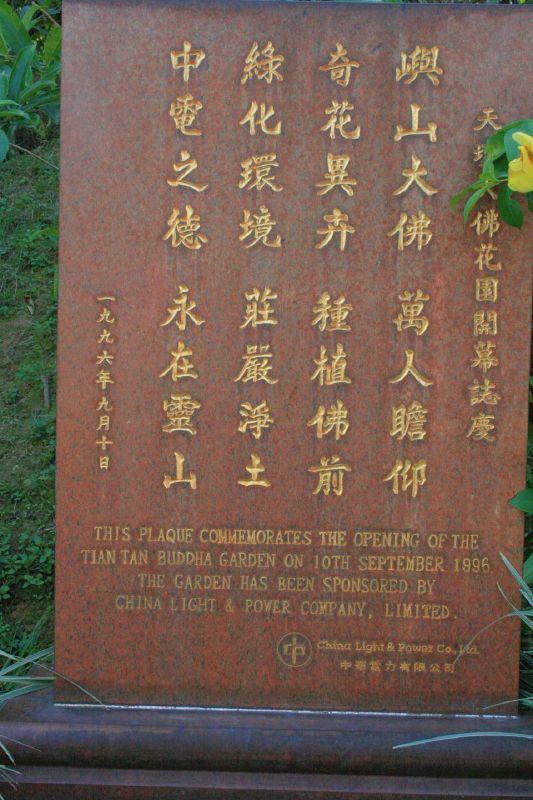 天壇大佛花園開幕誌慶
嶼山大佛 萬人瞻仰
奇花異卉 種植佛前
綠化環境 莊嚴淨土
中電之德 永在靈山
一九九六年九月十日
THIS PLAQUE COMMEMORATES THE OPENING OF THE
TIAN TAN BUDDHA GARDEN ON 10TH SEPTEMBER 1996.
THE GARDEN HAS BEEN SPONSORED BY
CHINA LIGHT & POWER COMPANY, LIMITED.
China Light & Power Co., Ltd.
中華電力有限公司